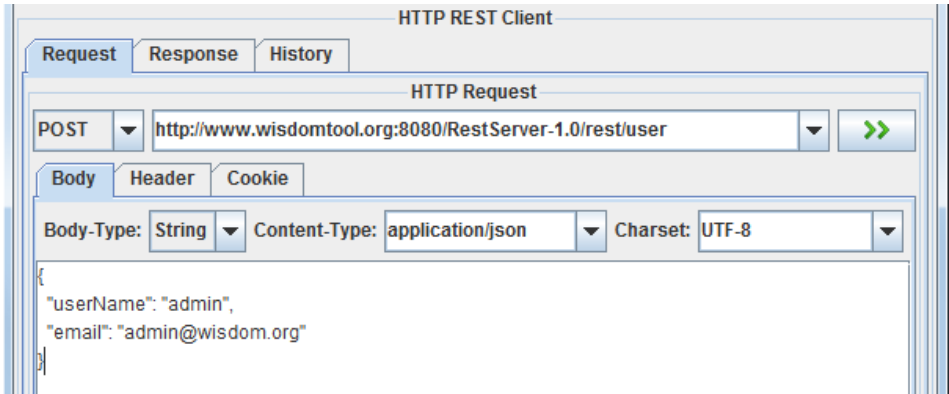 HTTP REST Client
Request Response History
HTTP Request
POST http://www.wisdomtool.org:8080/RestServer-1.0/rest/user >>
Body Header Cookie
Body-Type: String Content-Type: application/json Charset: UTF-8
{
"userName": "admin",
"email": "admin@wisdom.org"
}